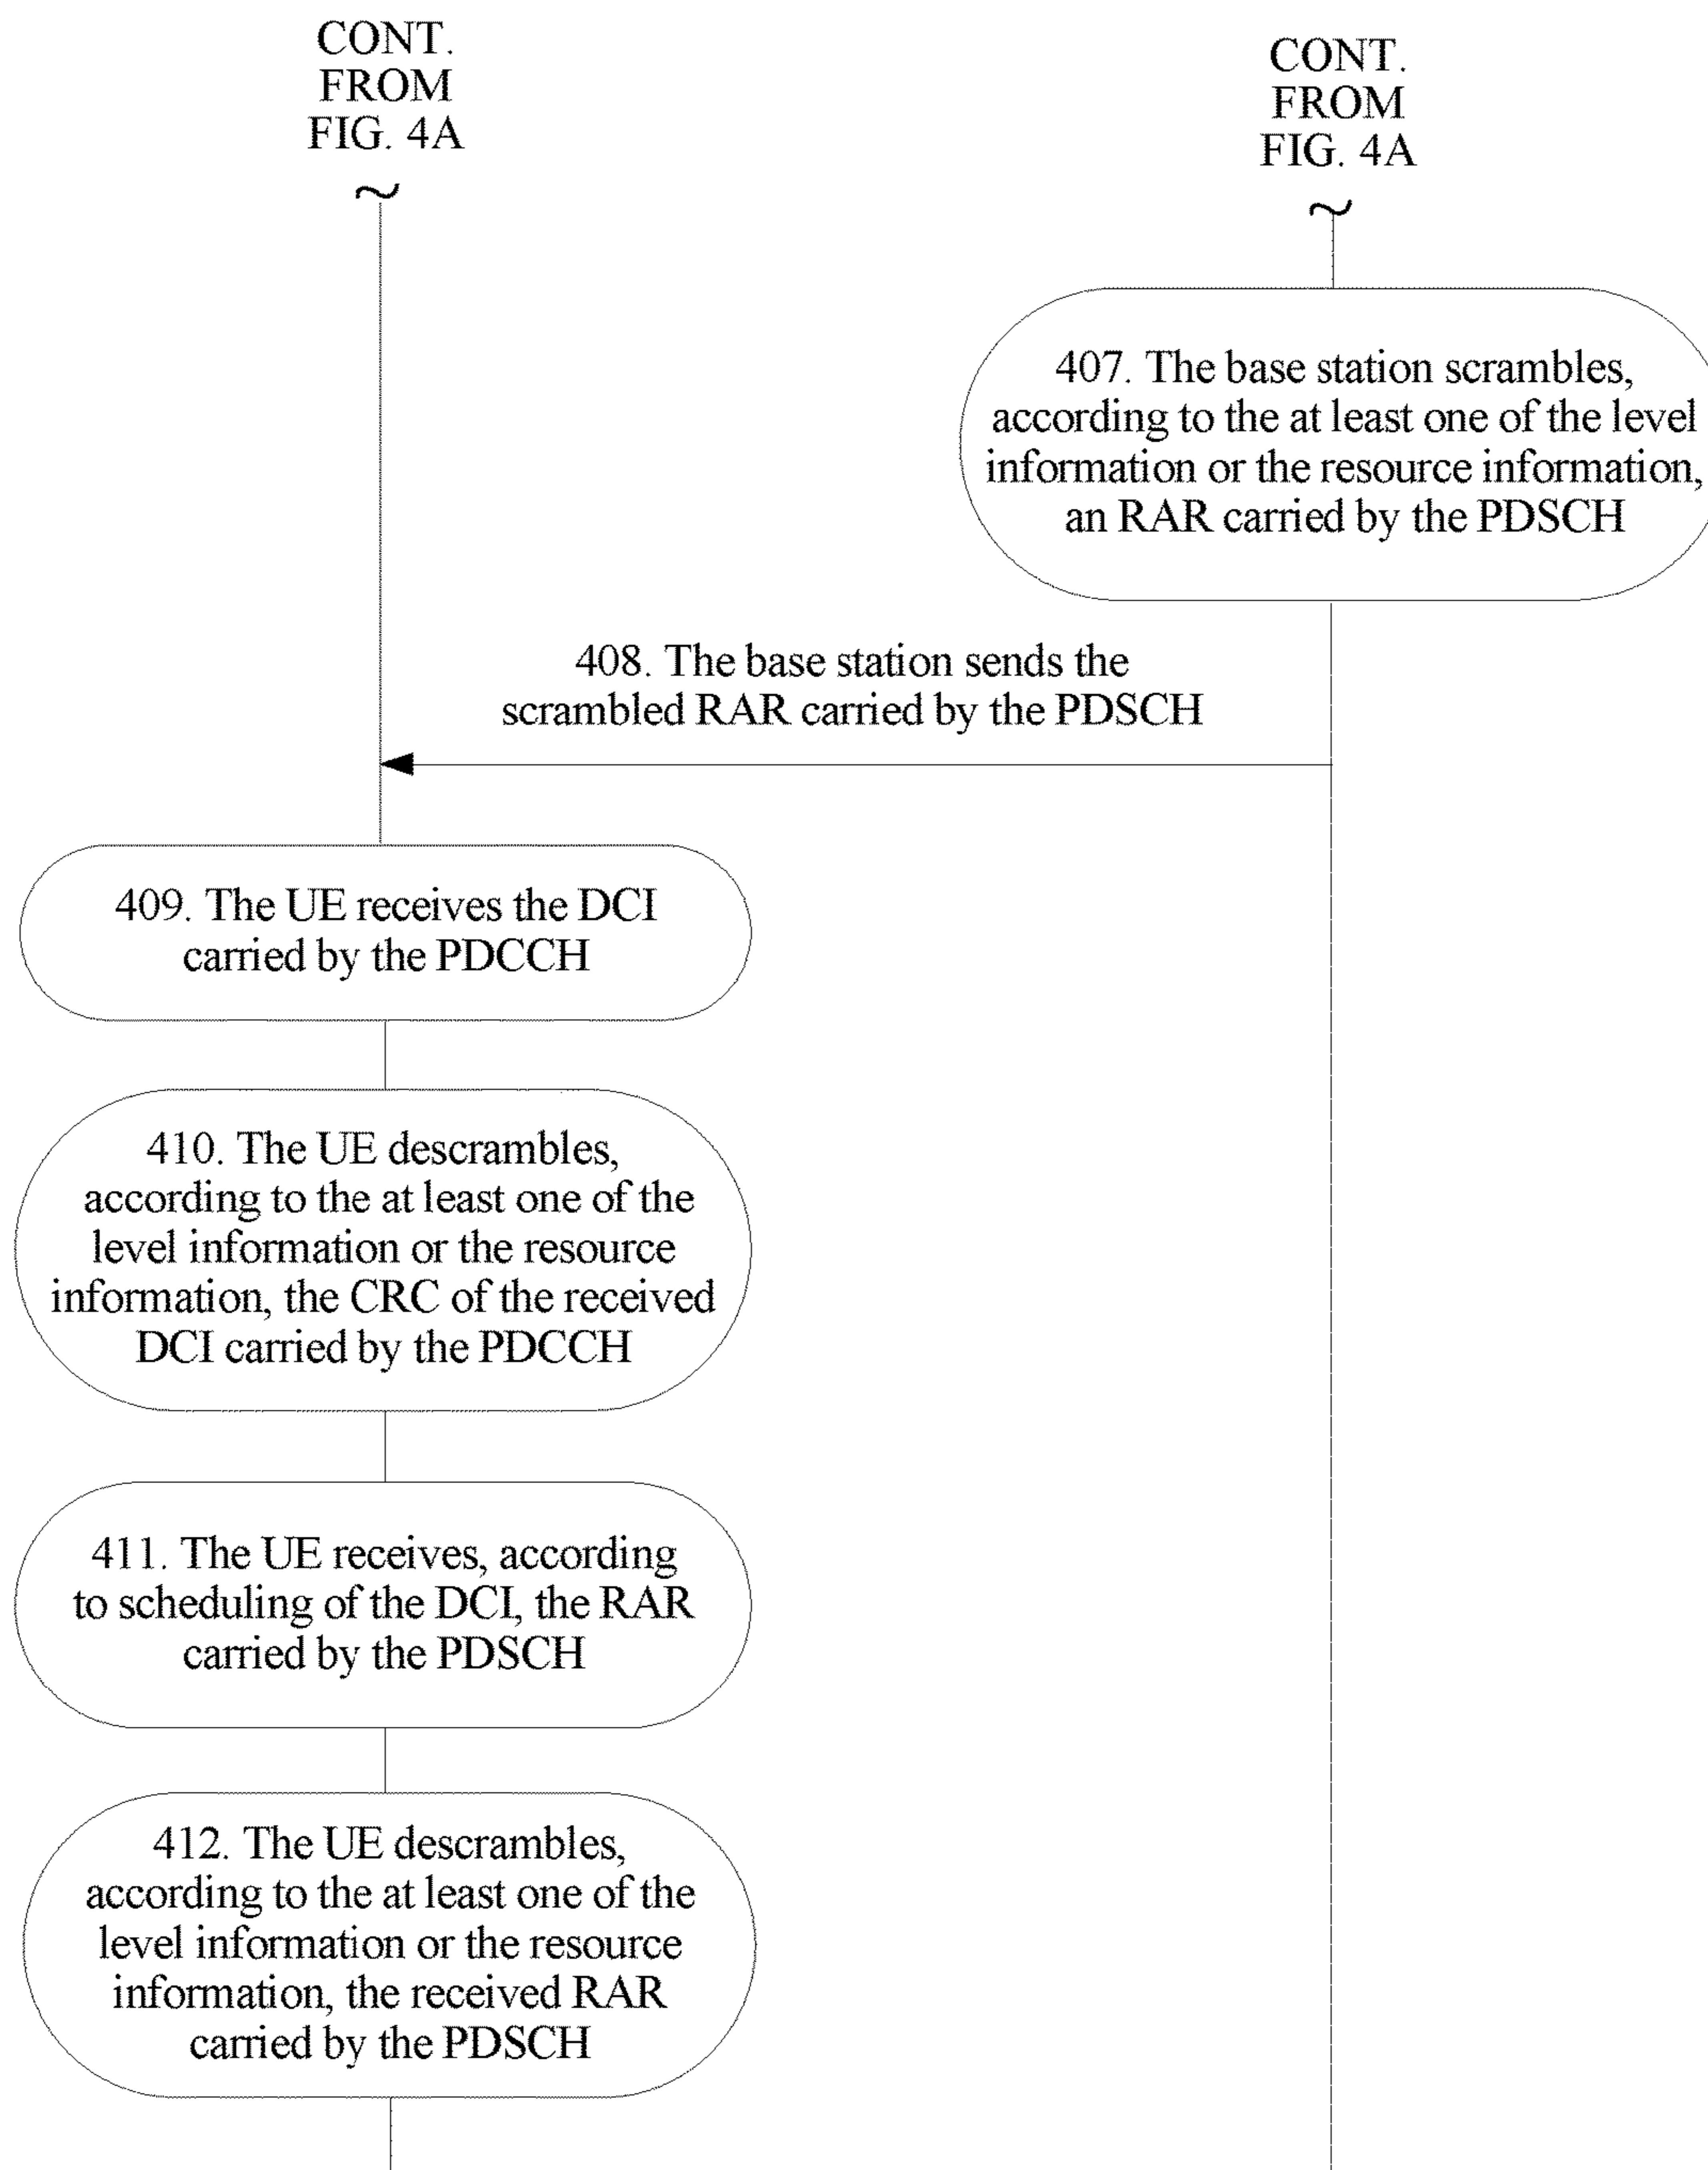 CONT.
FROM
FIG. 4A
CONT.
FROM
FIG. 4A
407. The base station scrambles,
according to the at least one of the level
information or the resource information,
an RAR carried by the PDSCH
408. The base station sends the
scrambled RAR carried by the PDSCH
409. The UE receives the DCI
carried by the PDCCH
410. The UE descrambles,
according to the at least one of the
level information or the resource
information, the CRC of the received
DCI carried by the PDCCH
411. The UE receives, according
to scheduling of the DCI, the RAR
carried by the PDSCH
412. The UE descrambles,
according to the at least one of the
level information or the resource
information, the received RAR
carried by the PDSCH